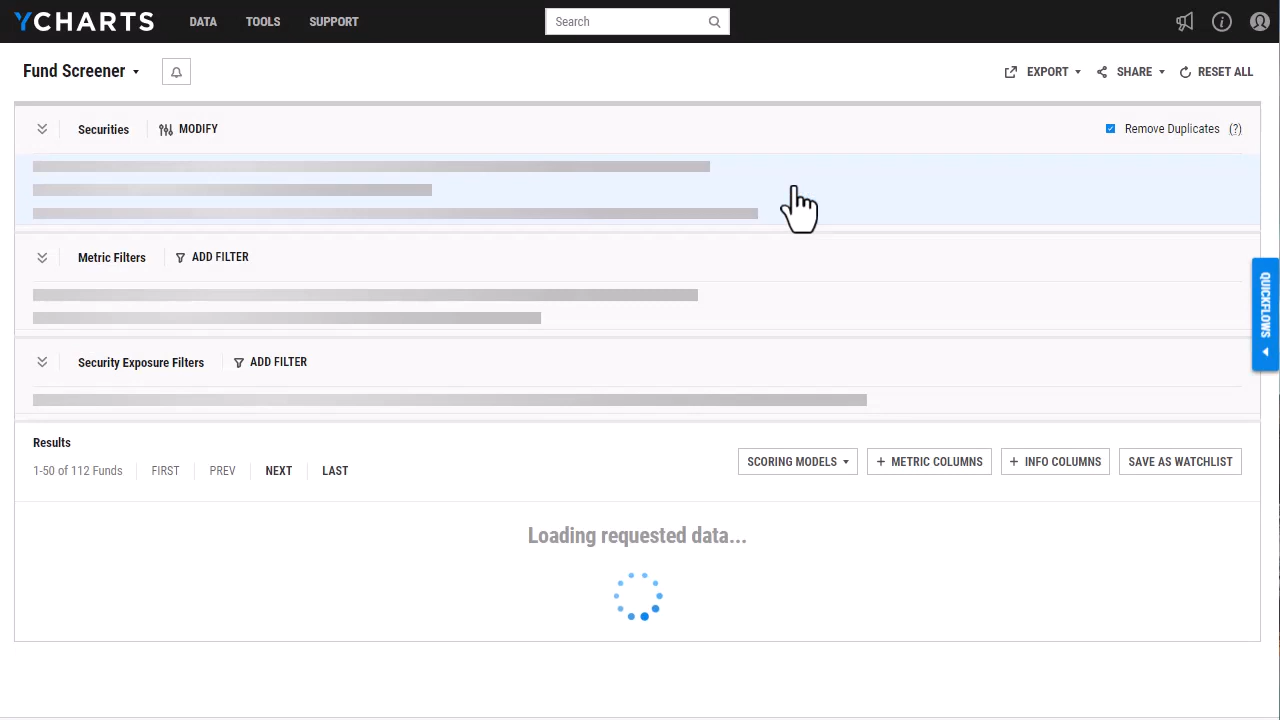 YCHARTS DATA TOOLS SUPPORT Search
Fund Screener EXPORT SHARE RESET ALL
Securities MODIFY Remove Duplicates (?)
Metric Filters ADD FILTER
QUICKFLOWS
Security Exposure Filters ADD FILTER
Results
1-50 of 112 Funds FIRST PREV NEXT LAST SCORING MODELS + METRIC COLUMNS + INFO COLUMNS SAVE AS WATCHLIST
Loading requested data...